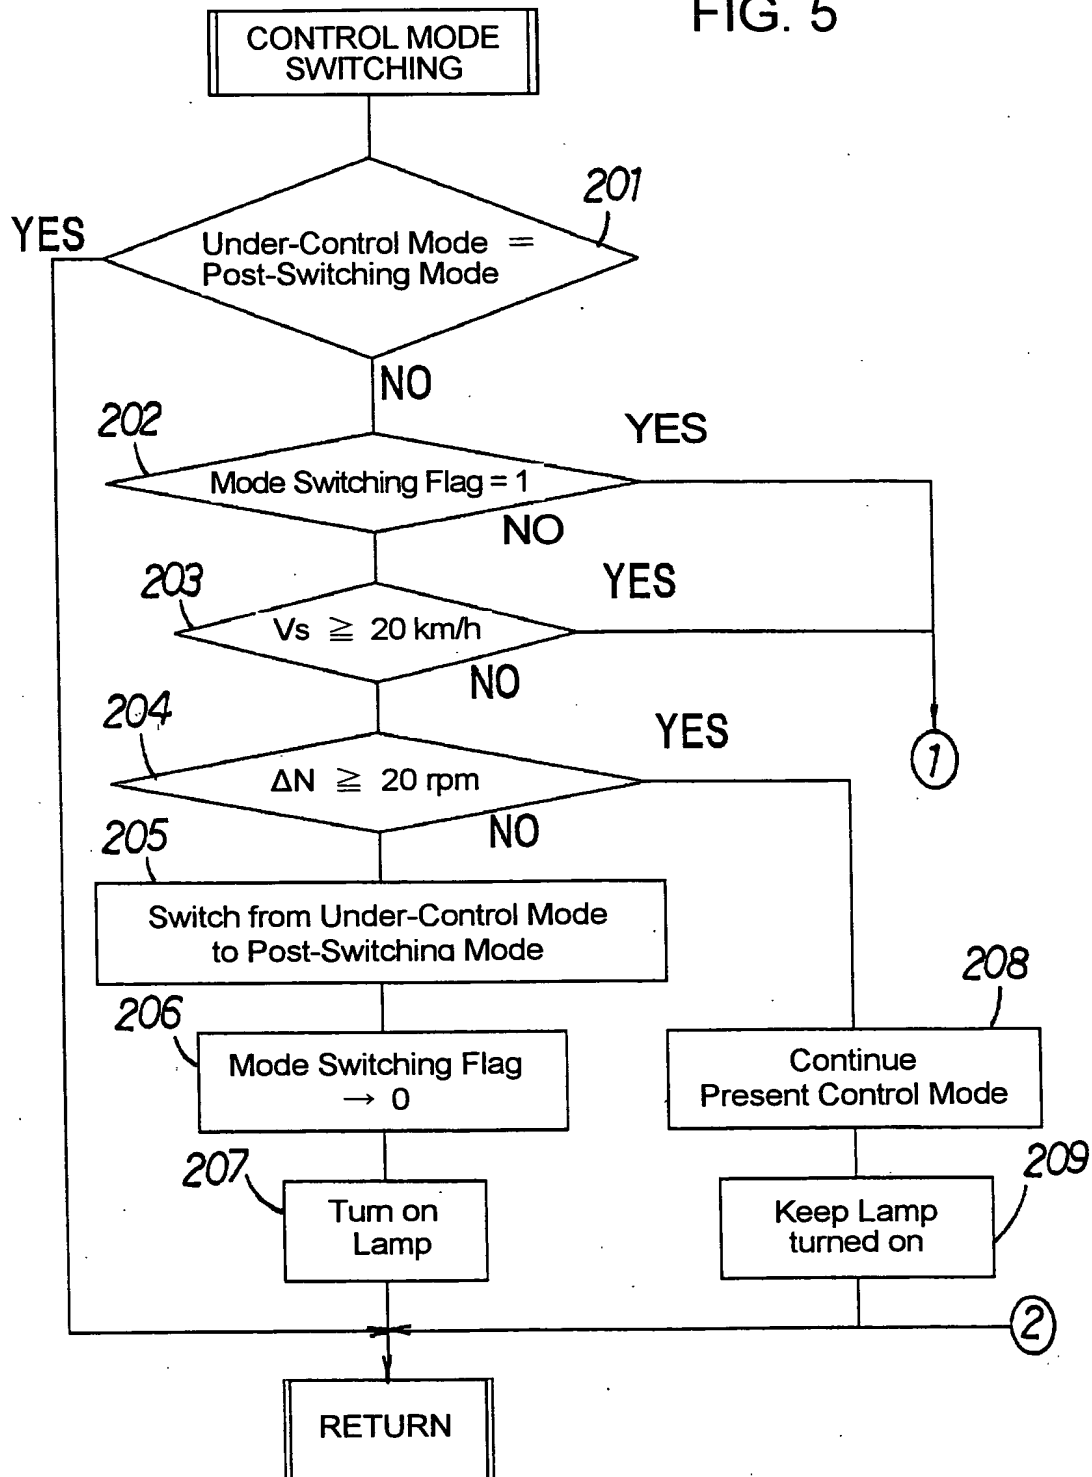 FIG. 5
CONTROL MODE
SWITCHING
201
YES
Under-Control Mode =
Post-Switching Mode
NO
202
YES
Mode Switching Flag = 1
NO
203
YES
Vs ≧ 20 km/h
NO
204
YES
ΔN ≧ 20 rpm
1
NO
205
Switch from Under-Control Mode
to Post-Switching Mode
206
208
Mode Switching Flag
→ 0
Continue
Present Control Mode
207
209
Turn on
Lamp
Keep Lamp
turned on
2
RETURN